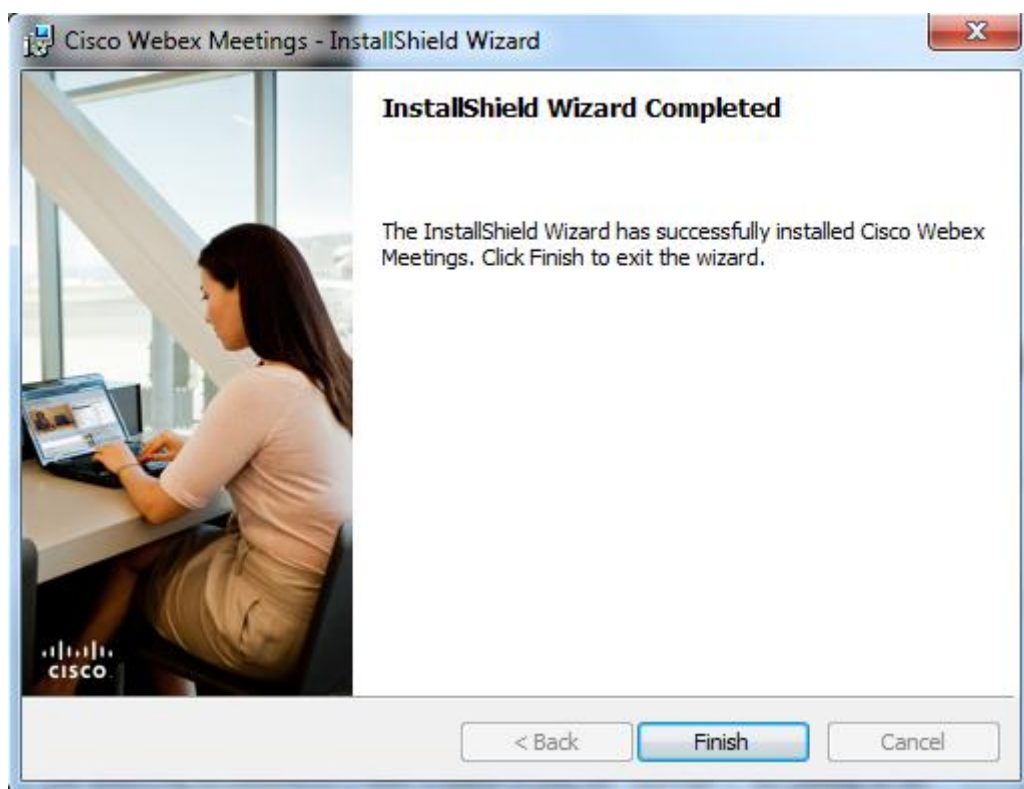 Cisco Webex Meetings - InstallShield Wizard
InstallShield Wizard Completed
The InstallShield Wizard has successfully installed Cisco Webex
Meetings. Click Finish to exit the wizard.
CISCO
< Back
Finish
Cancel